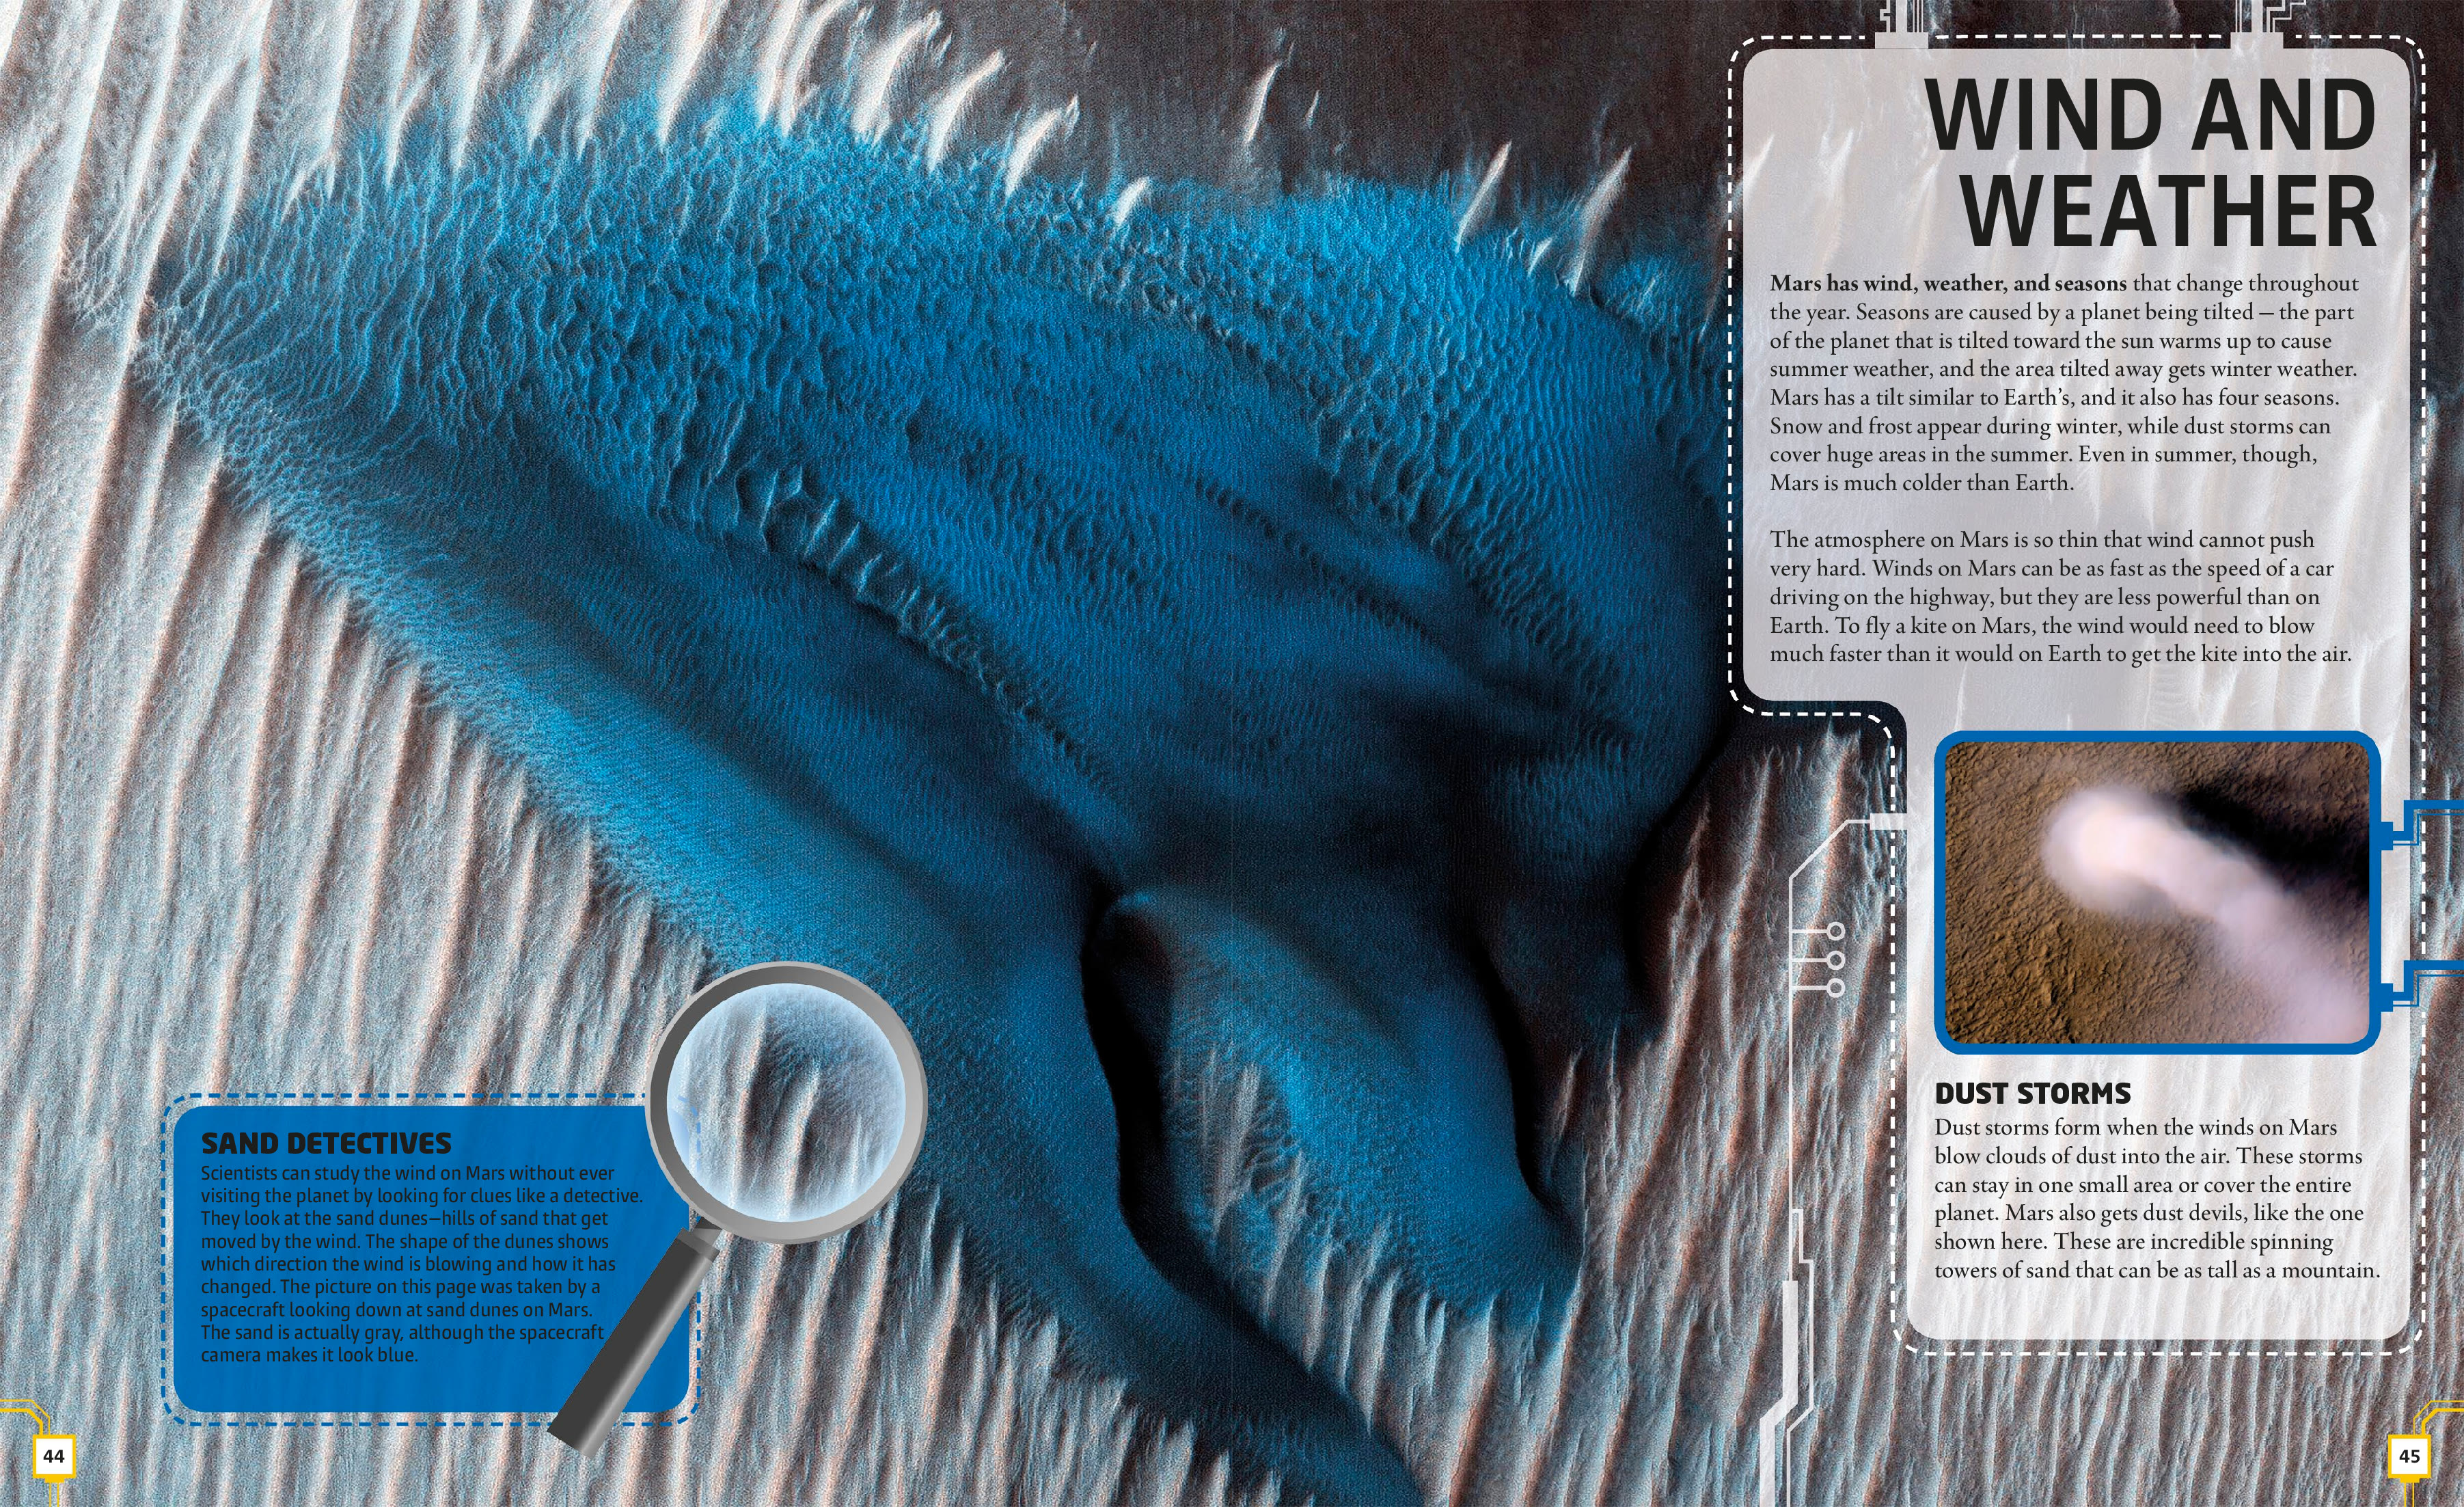 WIND AND
WEATHER
Mars has wind, weather, and seasons that change throughout
the year. Seasons are caused by a planet being tilted – the part
of the planet that is tilted toward the sun warms up to cause
summer weather, and the area tilted away gets winter weather.
Mars has a tilt similar to Earth’s, and it also has four seasons.
Snow and frost appear during winter, while dust storms can
cover huge areas in the summer. Even in summer, though,
Mars is much colder than Earth.
The atmosphere on Mars is so thin that wind cannot push
very hard. Winds on Mars can be as fast as the speed of a car
driving on the highway, but they are less powerful than on
Earth. To fly a kite on Mars, the wind would need to blow
much faster than it would on Earth to get the kite into the air.
DUST STORMS
Dust storms form when the winds on Mars
blow clouds of dust into the air. These storms
can stay in one small area or cover the entire
planet. Mars also gets dust devils, like the one
shown here. These are incredible spinning
towers of sand that can be as tall as a mountain.
SAND DETECTIVES
Scientists can study the wind on Mars without ever
visiting the planet by looking for clues like a detective.
They look at the sand dunes—hills of sand that get
moved by the wind. The shape of the dunes shows
which direction the wind is blowing and how it has
changed. The picture on this page was taken by a
spacecraft looking down at sand dunes on Mars.
The sand is actually gray, although the spacecraft
camera makes it look blue.
44
45